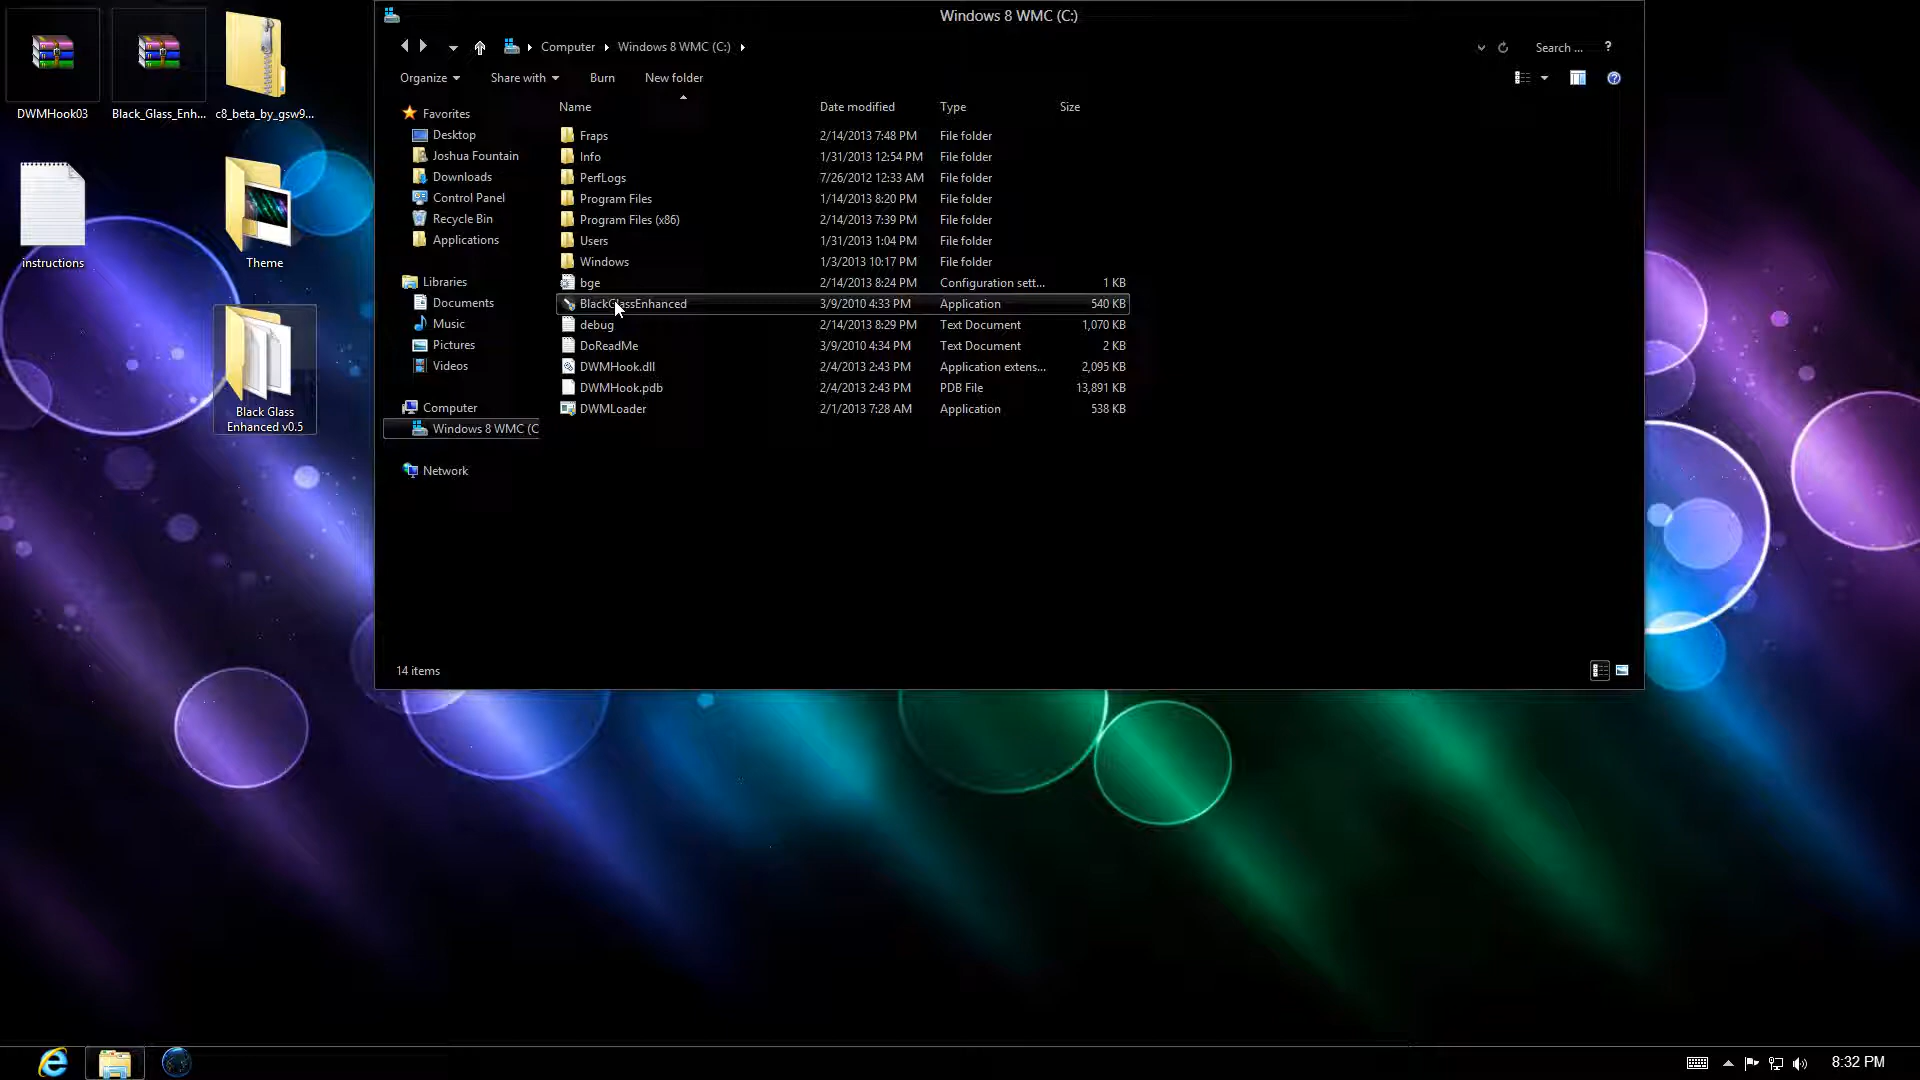 DWMHook03
Black_Glass_Enh...
c8_beta_by_gsw9...
instructions
Theme
Black Glass
Enhanced v0.5
Windows 8 WMC (C:)
Computer
Windows 8 WMC (C:)
Search ...
?
Organize
Share with
Burn
New folder
Favorites
Desktop
Joshua Fountain
Downloads
Control Panel
Recycle Bin
Applications
Libraries
Documents
Music
Pictures
Videos
Computer
Windows 8 WMC (C
Network
Name Date modified Type Size
Fraps 2/14/2013 7:48 PM File folder
Info 1/31/2013 12:54 PM File folder
PerfLogs 7/26/2012 12:33 AM File folder
Program Files 1/14/2013 8:20 PM File folder
Program Files (x86) 2/14/2013 7:39 PM File folder
Users 1/31/2013 1:04 PM File folder
Windows 1/3/2013 10:17 PM File folder
bge 2/14/2013 8:24 PM Configuration sett... 1 KB
BlackGlassEnhanced 3/9/2010 4:33 PM Application 540 KB
debug 2/14/2013 8:29 PM Text Document 1,070 KB
DoReadMe 3/9/2010 4:34 PM Text Document 2 KB
DWMHook.dll 2/4/2013 2:43 PM Application extens... 2,095 KB
DWMHook.pdb 2/4/2013 2:43 PM PDB File 13,891 KB
DWMLoader 2/1/2013 7:28 AM Application 538 KB
14 items
8:32 PM